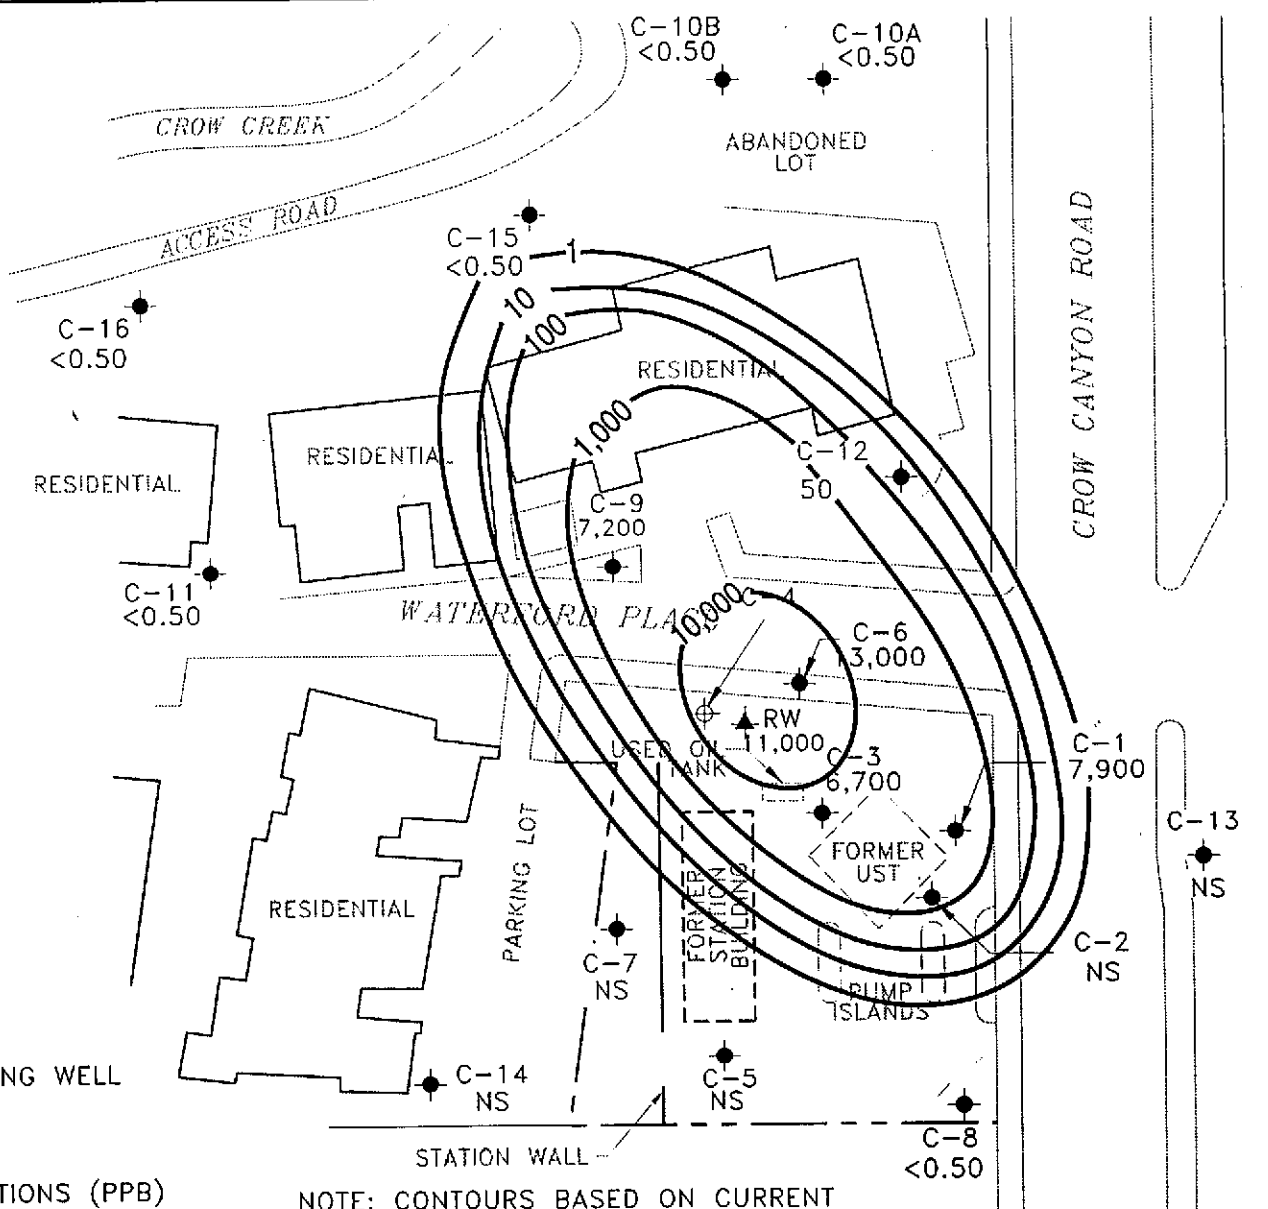 C-10B
<0.50
C-10A
<0.50
CROW CREEK
ABANDONED
LOT
ACCESS ROAD
C-15
<0.50
1
10
100
C-16
<0.50
CROW CANYON ROAD
RESIDENTIAL
1,000
RESIDENTIAL
C-12
50
RESIDENTIAL
C-9
7,200
C-11
<0.50
WATERFORD PLACE
10,000
C-4
C-6
13,000
RW
11,000
USED OIL
TANK
C-3
6,700
C-1
7,900
C-13
NS
FORMER
UST
PARKING LOT
FORMER
STATION
BUILDING
RESIDENTIAL
C-7
NS
C-2
NS
PUMP
ISLANDS
NG WELL
C-14
NS
C-5
NS
C-8
<0.50
STATION WALL
TIONS (PPB)
NOTE: CONTOURS BASED ON CURRENT